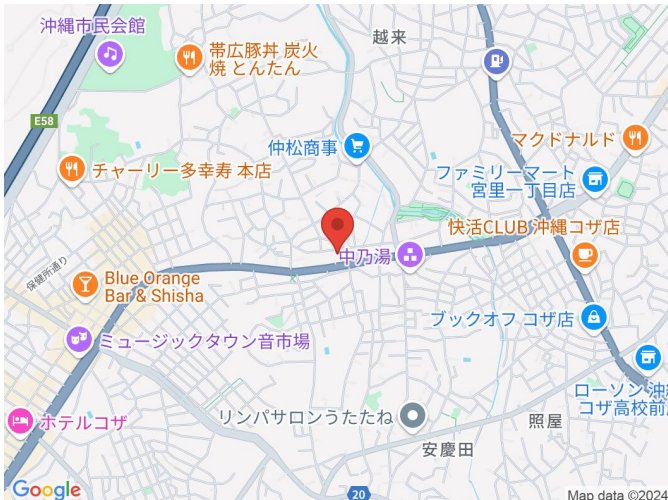 沖縄市民会館
帯広豚丼 炭火
焼 とんたん
越来
E58
仲松商事
マクドナルド
チャーリー多幸寿 本店
ファミリーマート
宮里一丁目店
快活CLUB 沖縄コザ店
中乃湯
保健所通り
Blue Orange
Bar & Shisha
ブックオフ コザ店
ミュージックタウン音市場
ローソン 沖
コザ高校前
リンパサロンうたたね
ホテルコザ
照屋
安慶田
20
Google
Map data ©2024